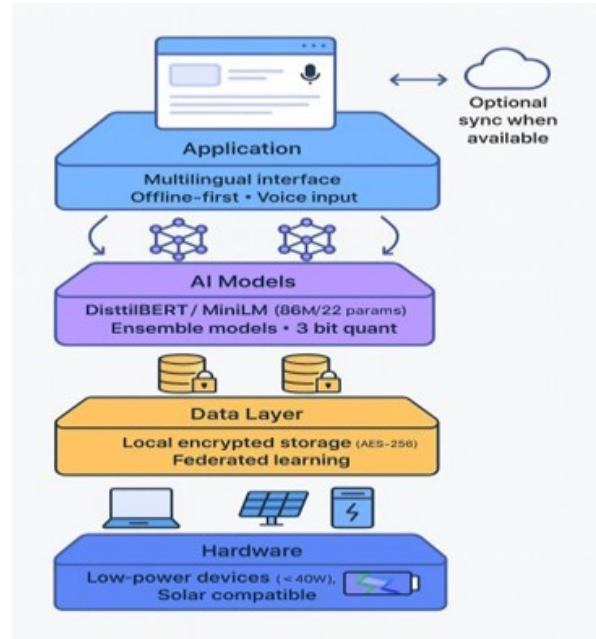 Optional
sync when
available
Application
Multilingual interface
Offline-first • Voice input
AI Models
DisttilBERT / MiniLM (86M/22 params)
Ensemble models • 3 bit quant
Data Layer
Local encrypted storage (AES-256)
Federated learning
Hardware
Low-power devices (< 40W),
Solar compatible